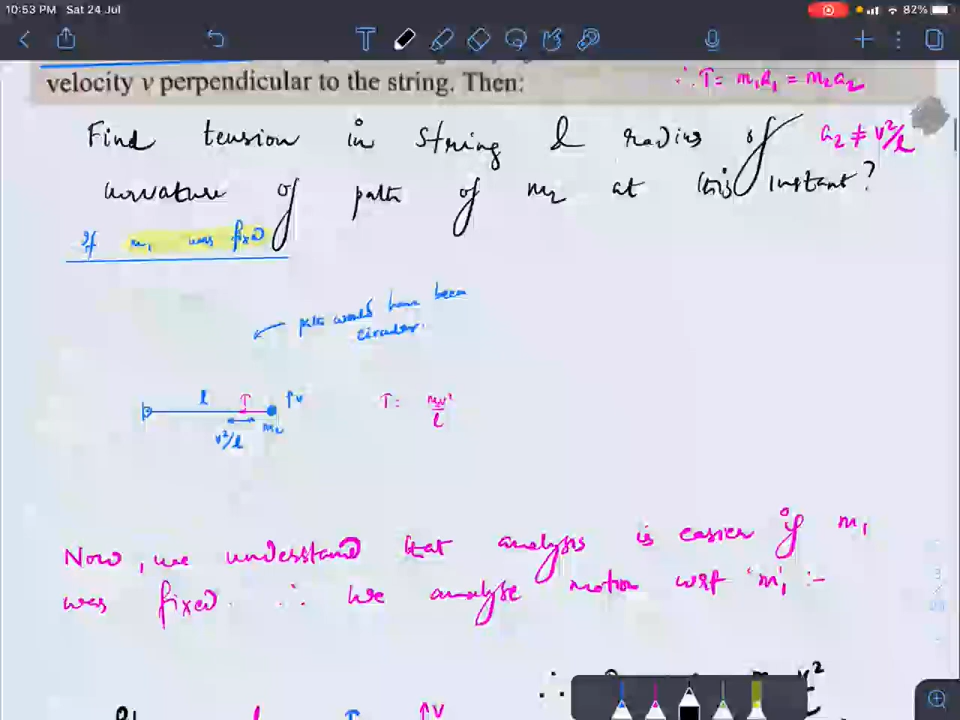 10:53 PM Sat 24 Jul
82%
velocity v perpendicular to the string. Then:
∴ T = m₁a₁ = m₂a₂
Find tension in string & radius of
a₂ ≠ v²/l
curvature of path of m₂ at this instant?
If m₁ was fixed
path would have been
circular.
l T ↑v
v²/l m₂
T = mv²/l
Now, we understand that analysis is easier if m₁
was fixed. ∴ We analyse motion wrt 'm₁' :-
∴
v²
l T ↑v